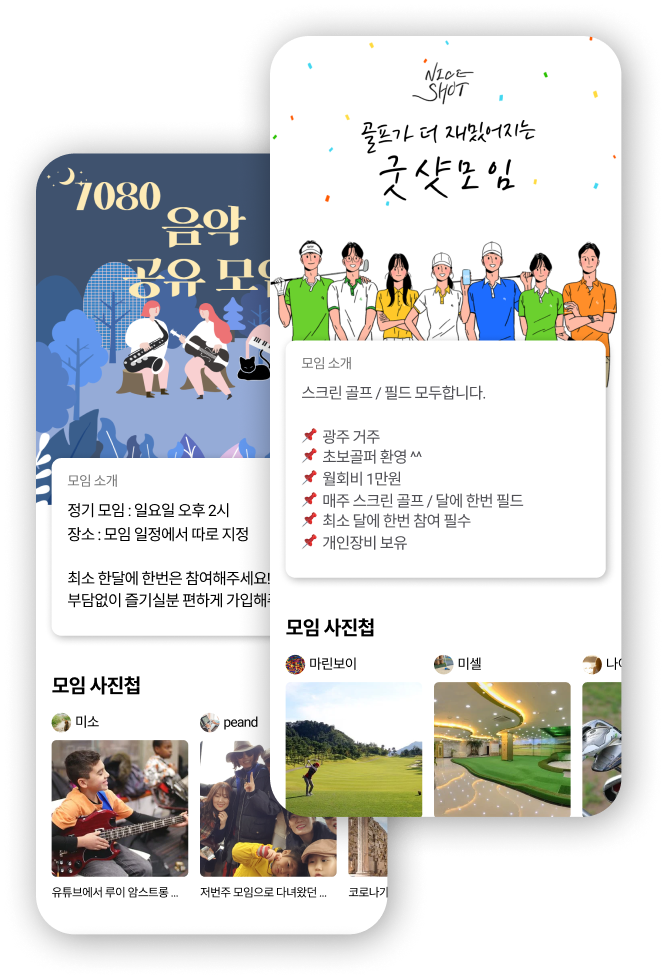 NICE
SHOT
골프가 더 재밌어지는
굿샷모임
모임 소개
스크린 골프 / 필드 모두합니다.
📌 광주 거주
📌 초보골퍼 환영 ^^
📌 월회비 1만원
📌 매주 스크린 골프 / 달에 한번 필드
📌 최소 달에 한번 참여 필수
📌 개인장비 보유
모임 사진첩
마린보이
미셸
7080
음악
공유 모임
모임 소개
정기 모임 : 일요일 오후 2시
장소 : 모임 일정에서 따로 지정
최소 한달에 한번은 참여해주세요!
부담없이 즐기실분 편하게 가입해주
모임 사진첩
미소
peand
유튜브에서 루이 암스트롱 ...
저번주 모임으로 다녀왔던 ...
코로나기